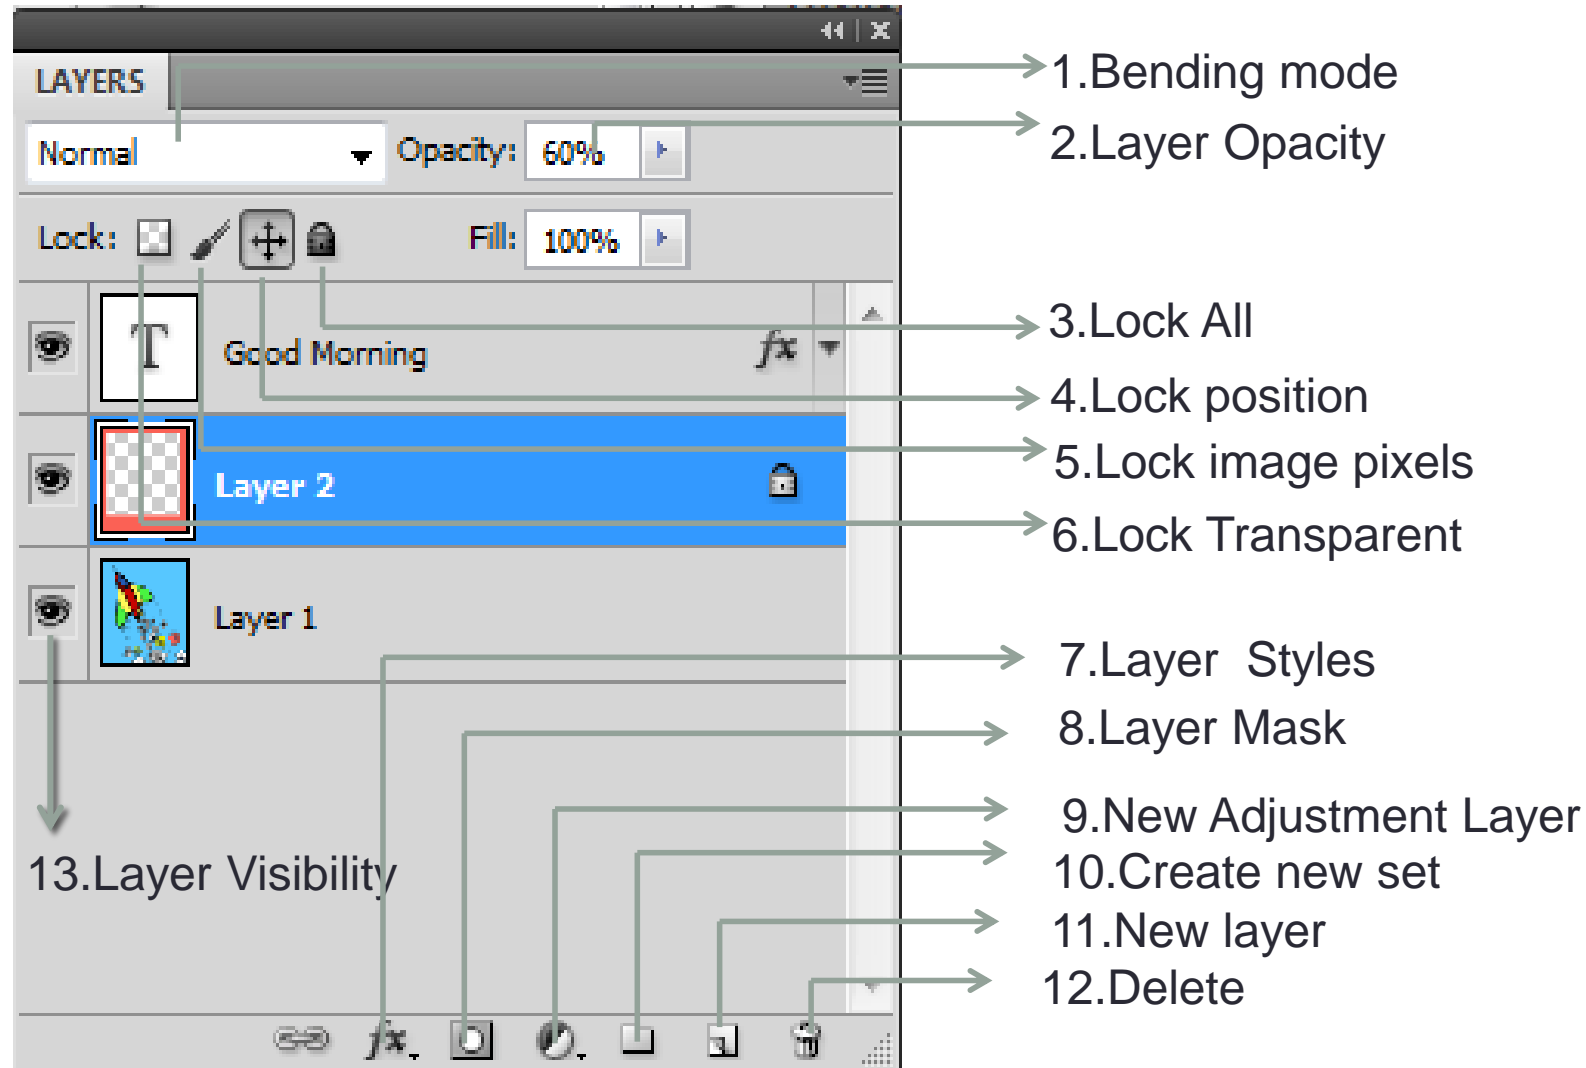 LAYERS
1.Bending mode
Normal Opacity: 60%
2.Layer Opacity
Lock: Fill: 100%
3.Lock All
T Good Morning fx
4.Lock position
5.Lock image pixels
Layer 2
6.Lock Transparent
Layer 1
7.Layer Styles
8.Layer Mask
9.New Adjustment Layer
13.Layer Visibility
10.Create new set
11.New layer
12.Delete
fx.